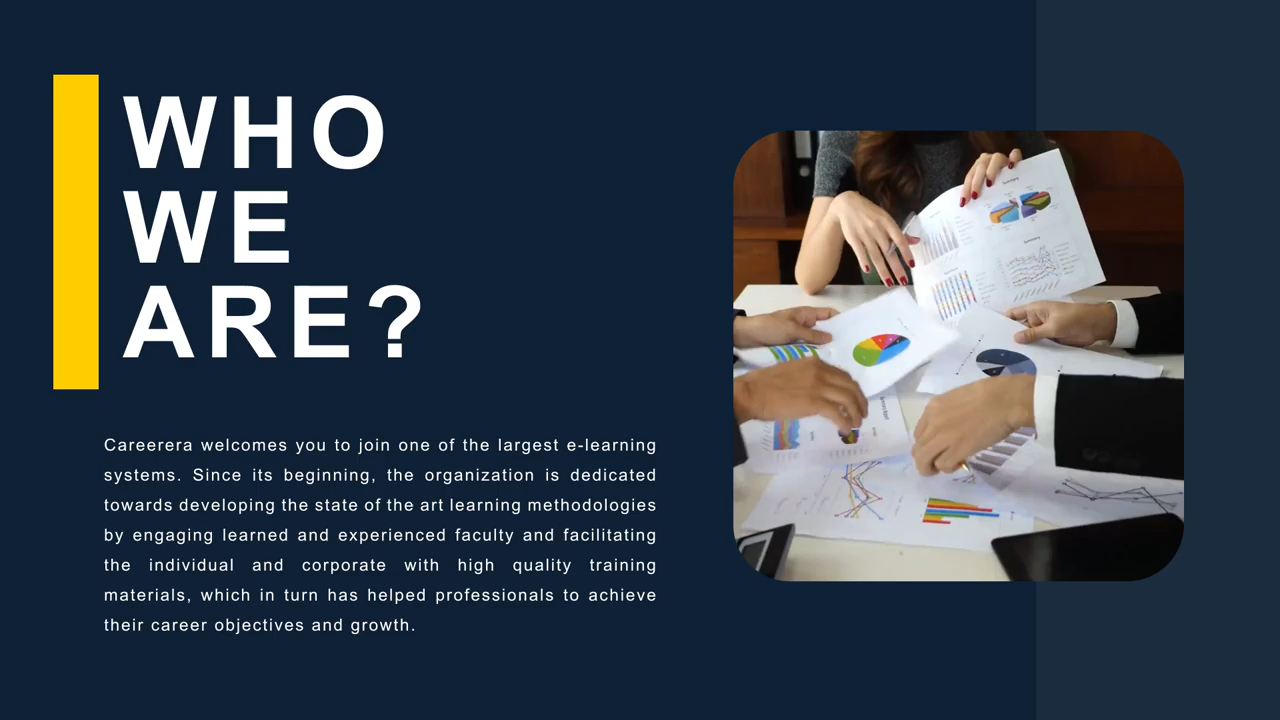 WHO
WE
ARE?
Careerera welcomes you to join one of the largest e-learning
systems. Since its beginning, the organization is dedicated
towards developing the state of the art learning methodologies
by engaging learned and experienced faculty and facilitating
the individual and corporate with high quality training
materials, which in turn has helped professionals to achieve
their career objectives and growth.